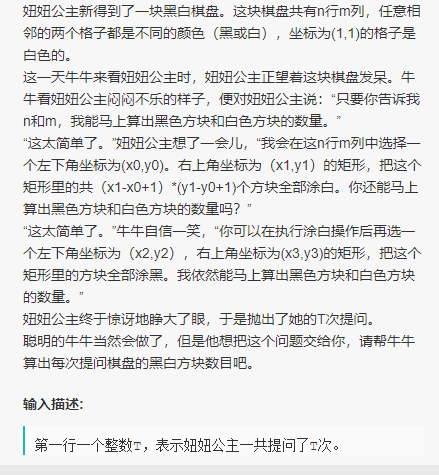 妞妞公主新得到了一块黑白棋盘。这块棋盘共有n行m列，任意相
邻的两个格子都是不同的颜色（黑或白），坐标为(1,1)的格子是
白色的。
这一天牛牛来看妞妞公主时，妞妞公主正望着这块棋盘发呆。牛
牛看妞妞公主闷闷不乐的样子，便对妞妞公主说：“只要你告诉我
n和m，我能马上算出黑色方块和白色方块的数量。”
“这太简单了。”妞妞公主想了一会儿，“我会在这n行m列中选择一
个左下角坐标为(x0,y0)。右上角坐标为（x1,y1）的矩形，把这个
矩形里的共（x1-x0+1）*(y1-y0+1)个方块全部涂白。你还能马上
算出黑色方块和白色方块的数量吗？”
“这太简单了。”牛牛自信一笑，“你可以在执行涂白操作后再选一
个左下角坐标为（x2,y2），右上角坐标为(x3,y3)的矩形，把这个
矩形里的方块全部涂黑。我依然能马上算出黑色方块和白色方块
的数量。”
妞妞公主终于惊讶地睁大了眼，于是抛出了她的T次提问。
聪明的牛牛当然会做了，但是他想把这个问题交给你，请帮牛牛
算出每次提问棋盘的黑白方块数目吧。
输入描述:
第一行一个整数T，表示妞妞公主一共提问了T次。